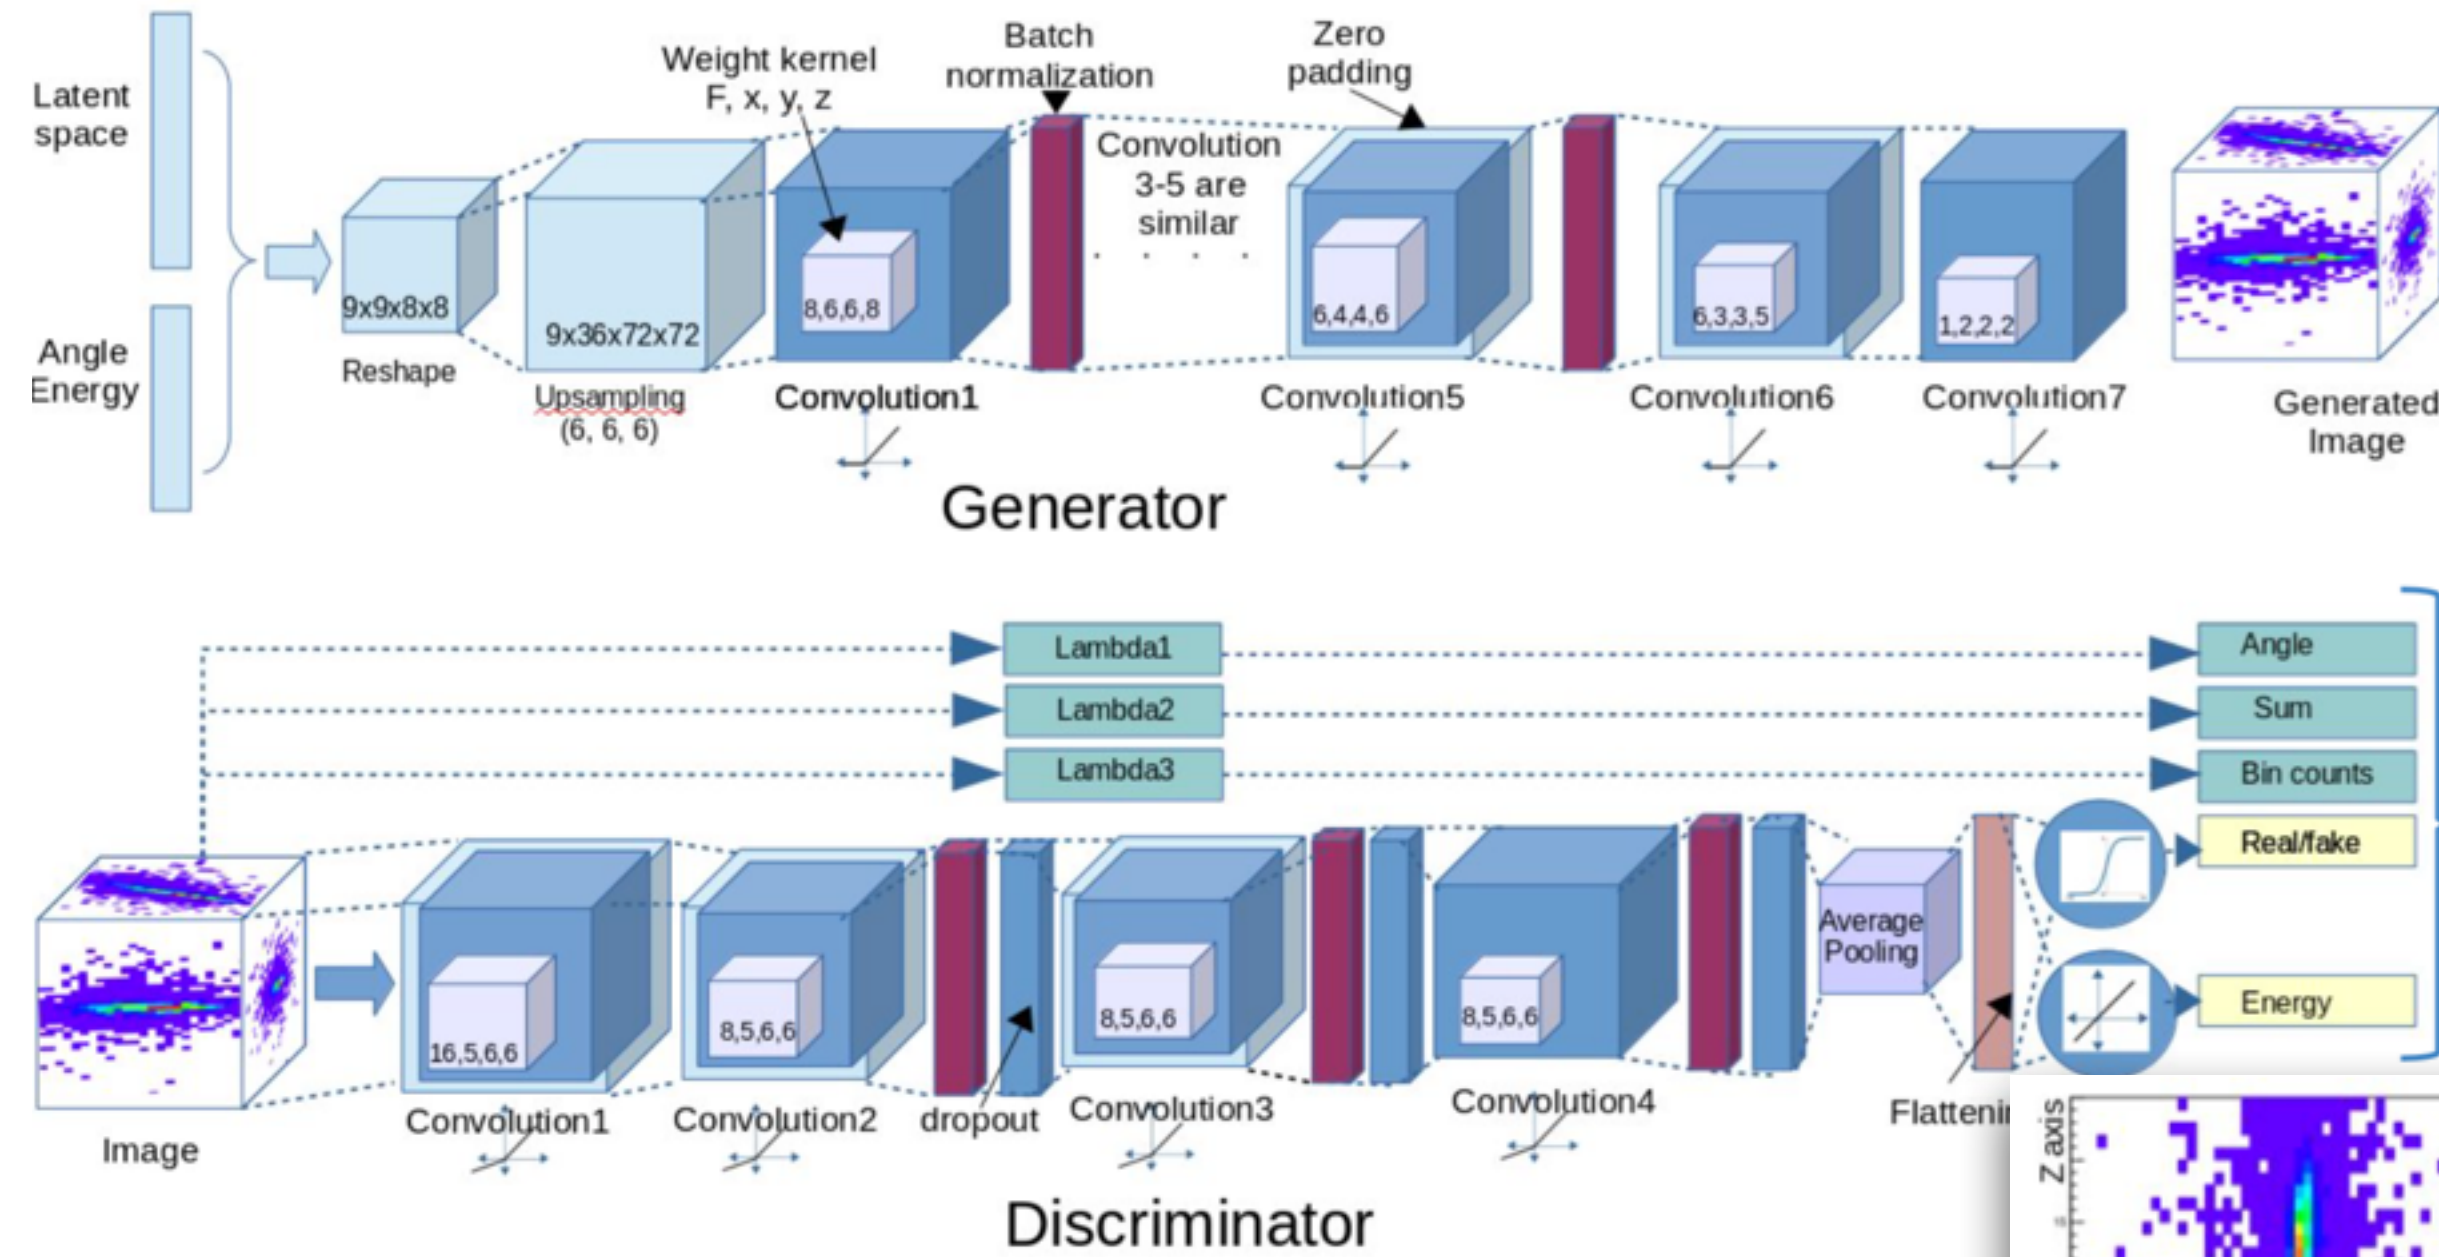 Latent
space
Angle
Energy
9x9x8x8
Reshape
9x36x72x72
Upsampling
(6, 6, 6)
Weight kernel
F, x, y, z
8,6,6,8
Convolution1
Batch
normalization
Convolution
3-5 are
similar
. . . .
Zero
padding
6,4,4,6
Convolution5
6,3,3,5
Convolution6
1,2,2,2
Convolution7
Generated
Image
Generator
Lambda1
Lambda2
Lambda3
Angle
Sum
Bin counts
Real/fake
Energy
Image
16,5,6,6
Convolution1
8,5,6,6
Convolution2
dropout
8,5,6,6
Convolution3
8,5,6,6
Convolution4
Average
Pooling
Flattenin
Discriminator
Z axis